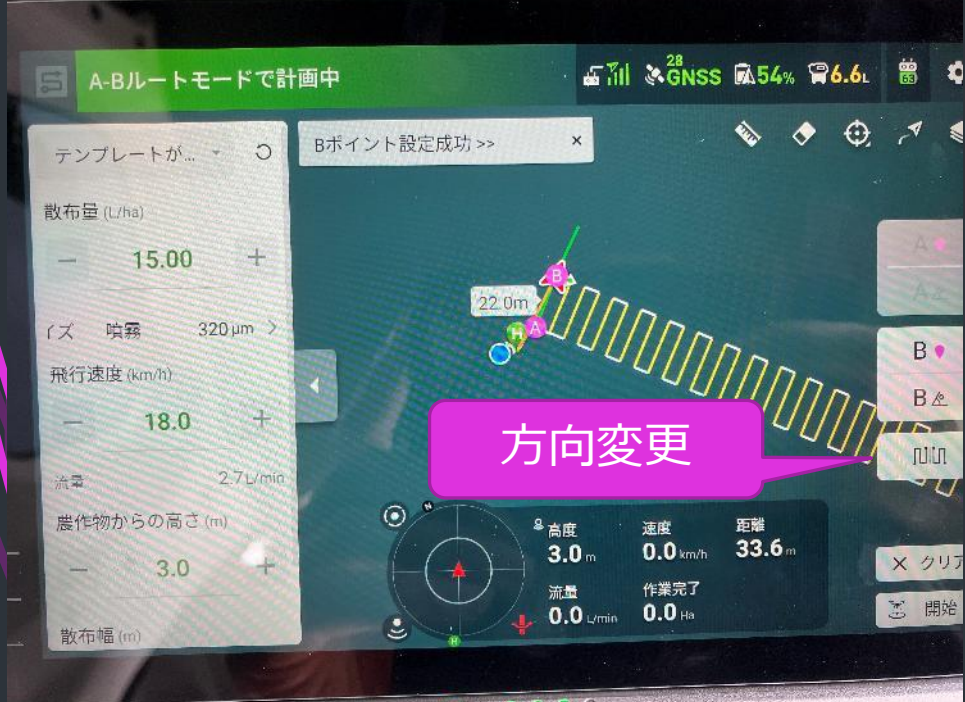 A-Bルートモードで計画中
28
GNSS
54%
6.6L
63
テンプレートが...
Bポイント設定成功 >>
×
散布量 (L/ha)
− 15.00 +
イズ 噴霧 320 μm >
飛行速度 (km/h)
− 18.0 +
流量 2.7 L/min
農作物からの高さ (m)
− 3.0 +
散布幅 (m)
B
22.0m
H A
方向変更
A
B
B
N
H
高度 速度 距離
3.0 m 0.0 km/h 33.6 m
流量 作業完了
0.0 L/min 0.0 Ha
× クリア
開始